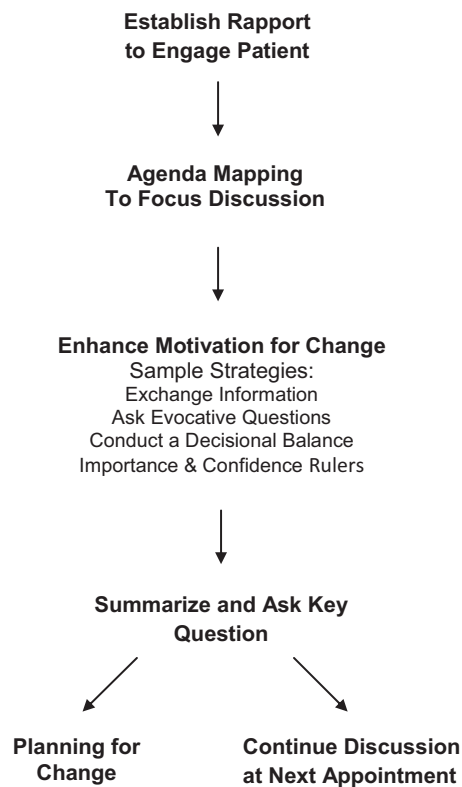 Establish Rapport
to Engage Patient
Agenda Mapping
To Focus Discussion
Enhance Motivation for Change
Sample Strategies:
Exchange Information
Ask Evocative Questions
Conduct a Decisional Balance
Importance & Confidence Rulers
Summarize and Ask Key
Question
Planning for
Change
Continue Discussion
at Next Appointment